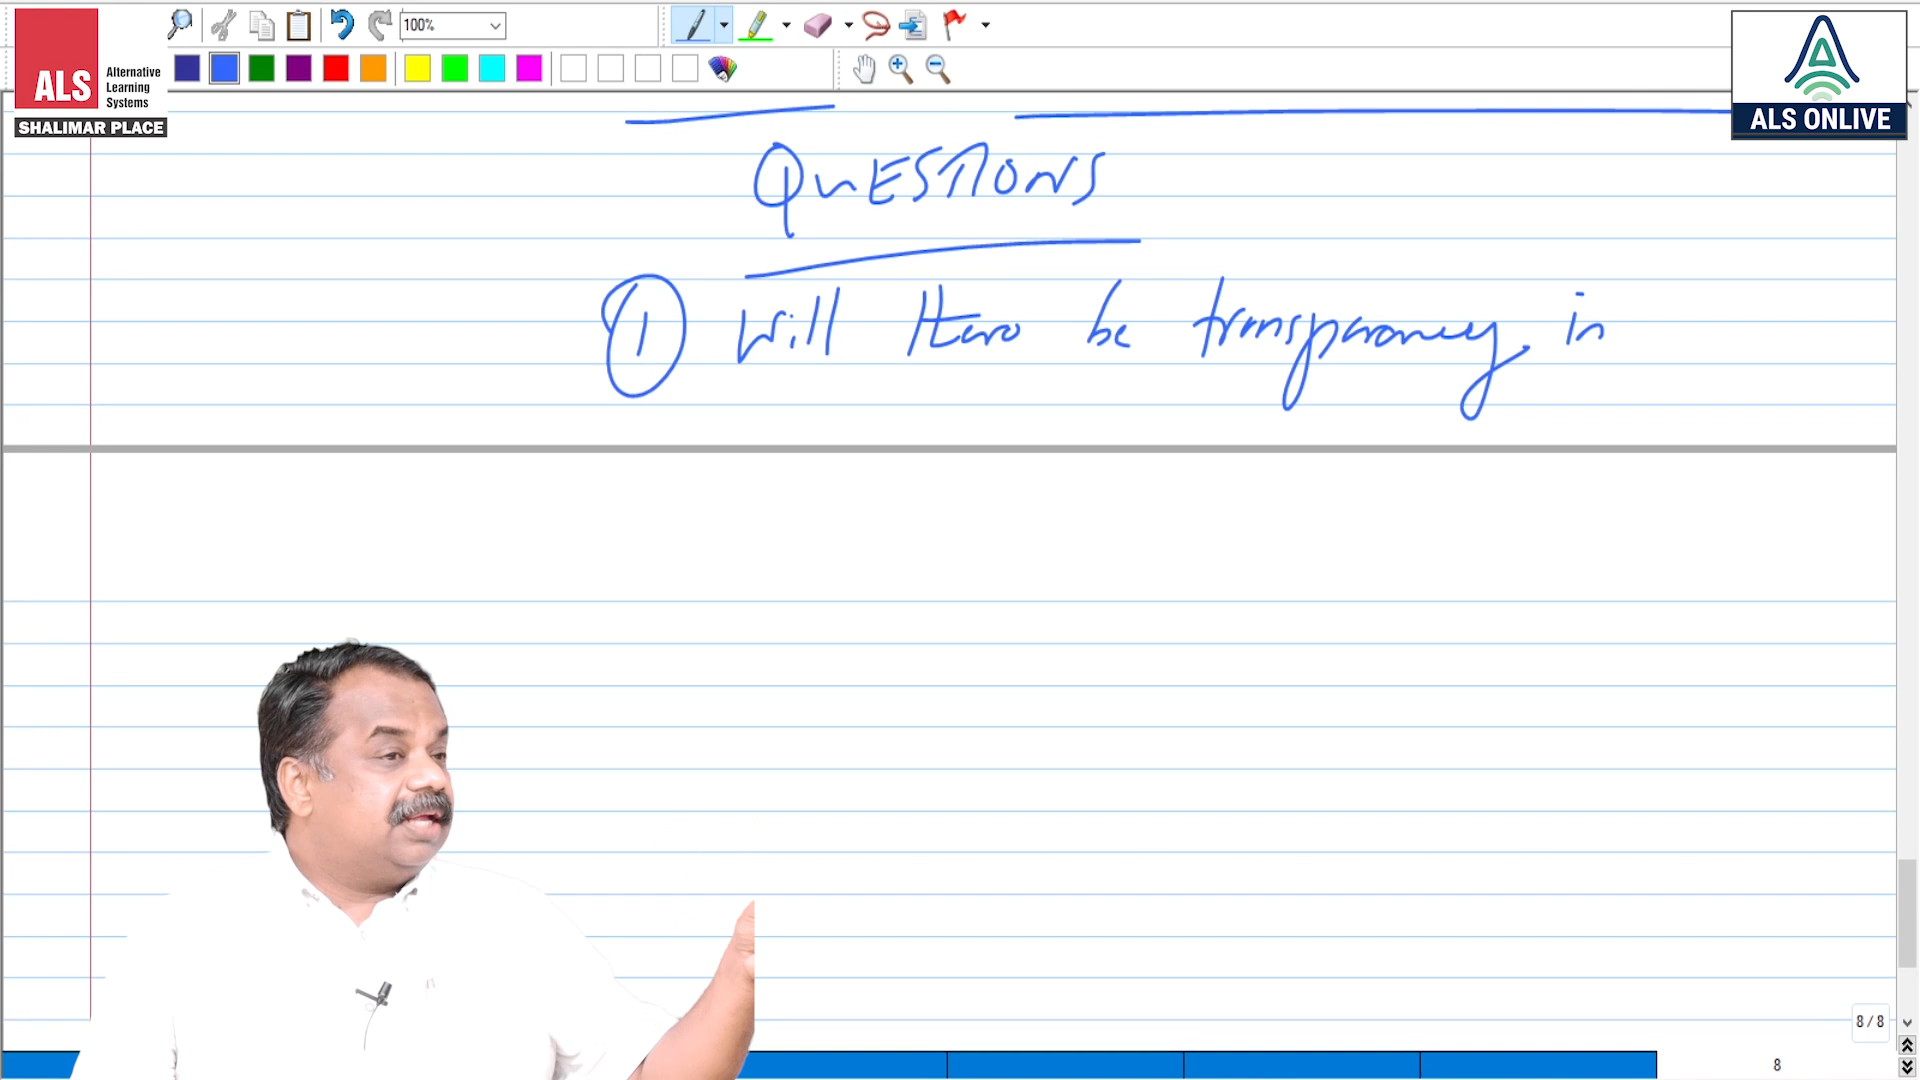 100%
ALS
Alternative
Learning
Systems
SHALIMAR PLACE
ALS ONLIVE
QUESTIONS
① Will there be transparency in
8/8
8